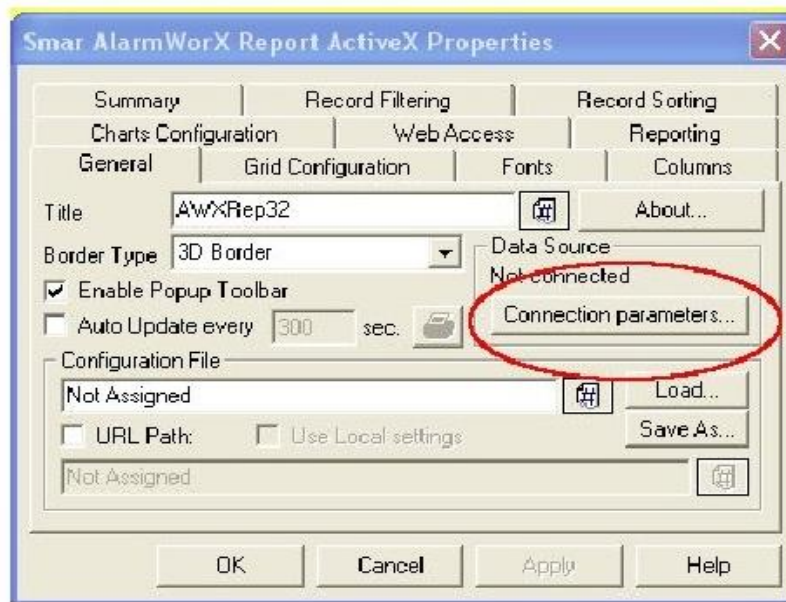 Smar AlarmWorX Report ActiveX Properties
Summary Record Filtering Record Sorting
Charts Configuration Web Access Reporting
General Grid Configuration Fonts Columns
Title AWXRep32 About...
Border Type 3D Border Data Source
Not connected
Enable Popup Toolbar
Connection parameters...
Auto Update every 300 sec.
Configuration File
Not Assigned Load...
URL Path: Use Local settings Save As...
Not Assigned
OK Cancel Apply Help